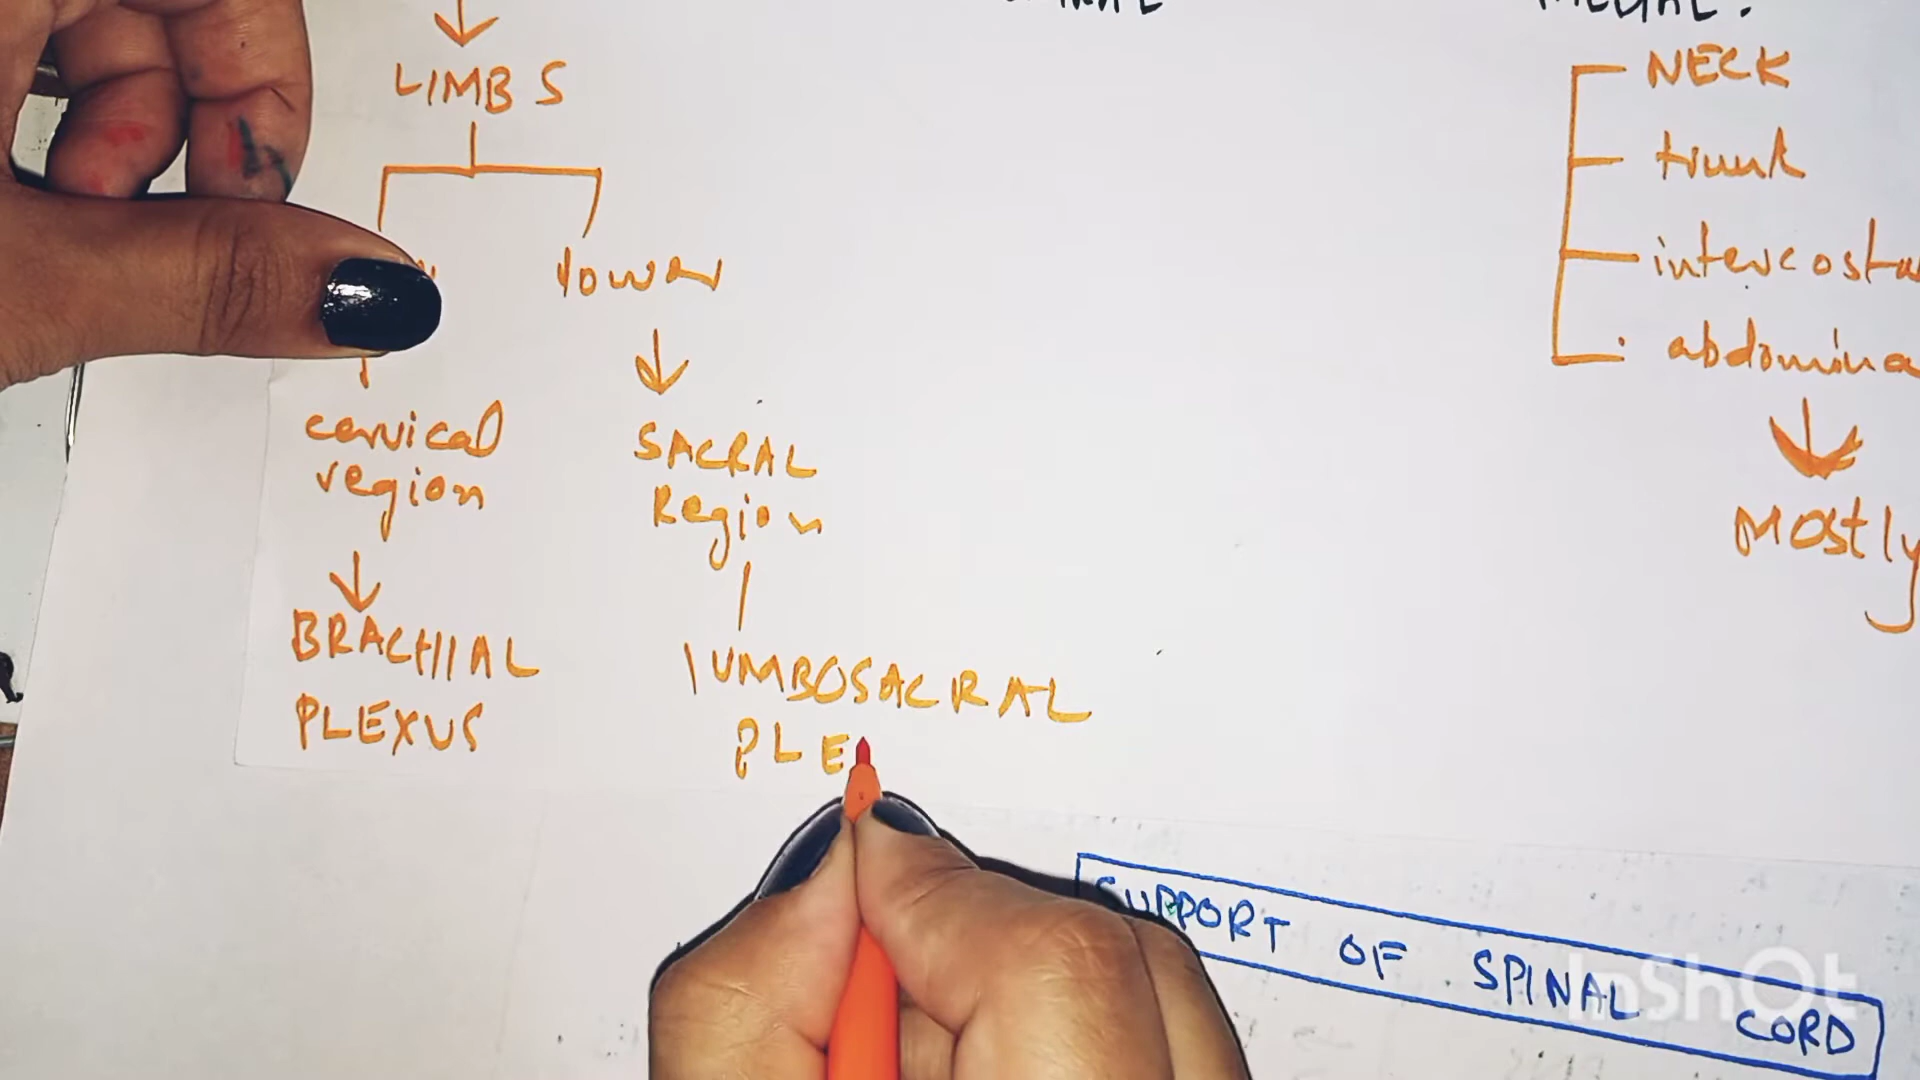 MEDIAL.
LIMBS
lower
cervical
region
SACRAL
Region
BRACHIAL
PLEXUS
lUMBOSACRAL
PLE
NECK
trunk
intercosta
abdomina
Mostly
SUPPORT OF SPINAL CORD
InShOt